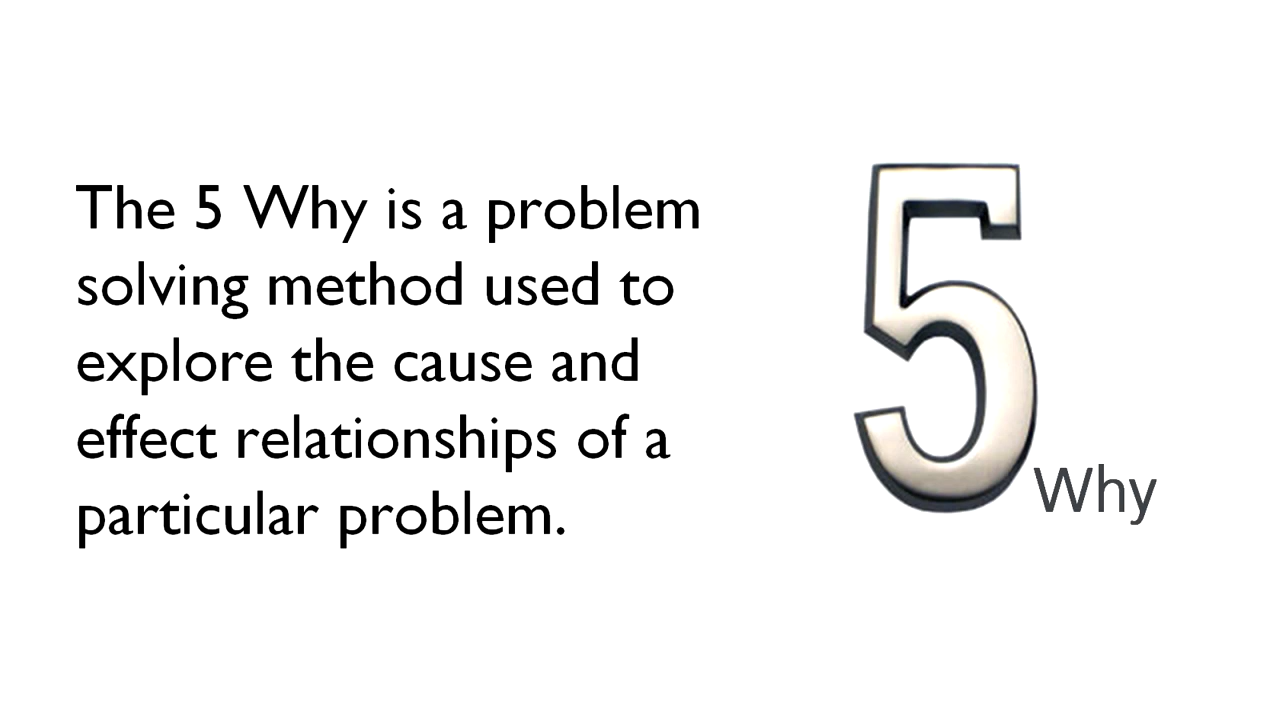 The 5 Why is a problem
solving method used to
explore the cause and
effect relationships of a
particular problem.
5
Why